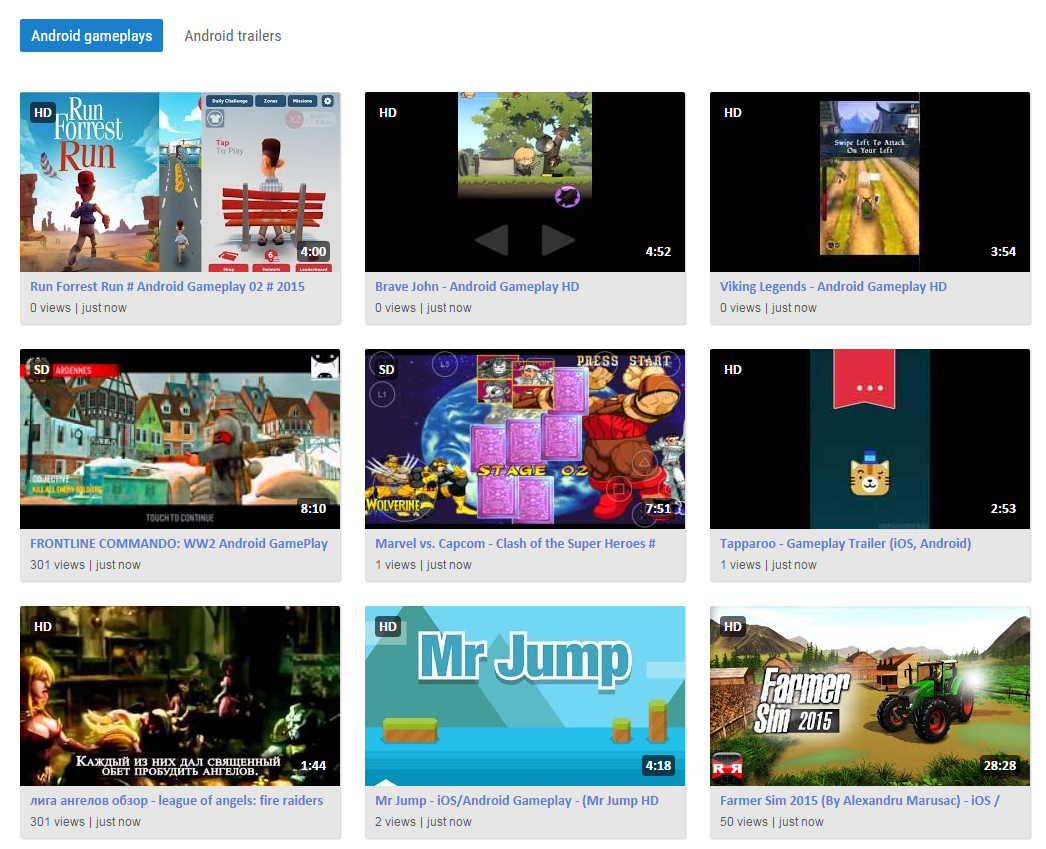 Android gameplays
Android trailers
HD
Run
Forrest
Run
Daily Challenge Zones Missions
X2
Tap
To Play
6
Shop Helmets Leaderboard
4:00
Run Forrest Run # Android Gameplay 02 # 2015
0 views | just now
HD
4:52
Brave John - Android Gameplay HD
0 views | just now
HD
Swipe Left To Attack
On Your Left
3:54
Viking Legends - Android Gameplay HD
0 views | just now
SD
ARDENNES
OBJECTIVE
KILL ALL ENEMY SOLDIERS
TOUCH TO CONTINUE
8:10
FRONTLINE COMMANDO: WW2 Android GamePlay
301 views | just now
SD
L3
L1
PRESS START
STAGE 02
WOLVERINE
7:51
Marvel vs. Capcom - Clash of the Super Heroes #
1 views | just now
HD
2:53
Tapparoo - Gameplay Trailer (iOS, Android)
1 views | just now
HD
КАЖДЫЙ ИЗ НИХ ДАЛ СВЯЩЕННЫЙ
ОБЕТ ПРОБУДИТЬ АНГЕЛОВ.
1:44
лига ангелов обзор - league of angels: fire raiders
301 views | just now
HD
Mr Jump
4:18
Mr Jump - iOS/Android Gameplay - (Mr Jump HD
2 views | just now
HD
Farmer
Sim 2015
28:28
Farmer Sim 2015 (By Alexandru Marusac) - iOS /
50 views | just now